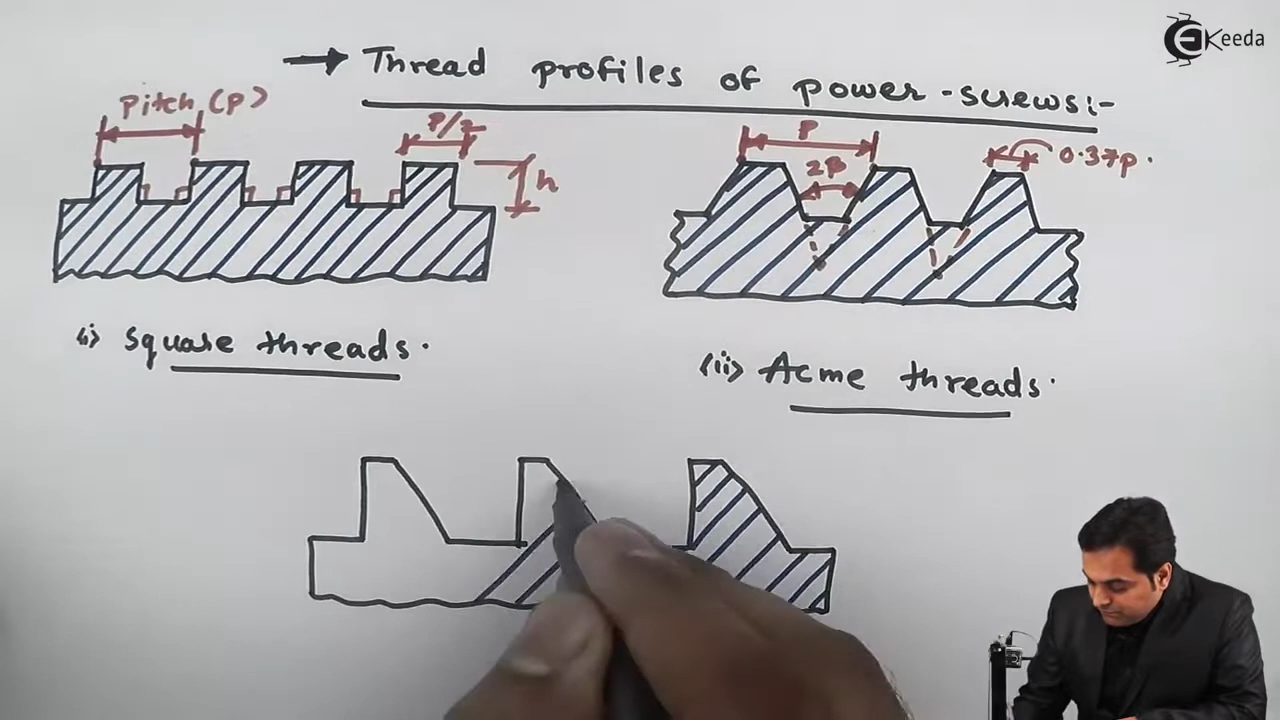 EKeeda
→ Thread profiles of power-screws:-
Pitch (P)
P/2
h
P
2β
0.37p.
(i) Square threads.
(ii) Acme threads.